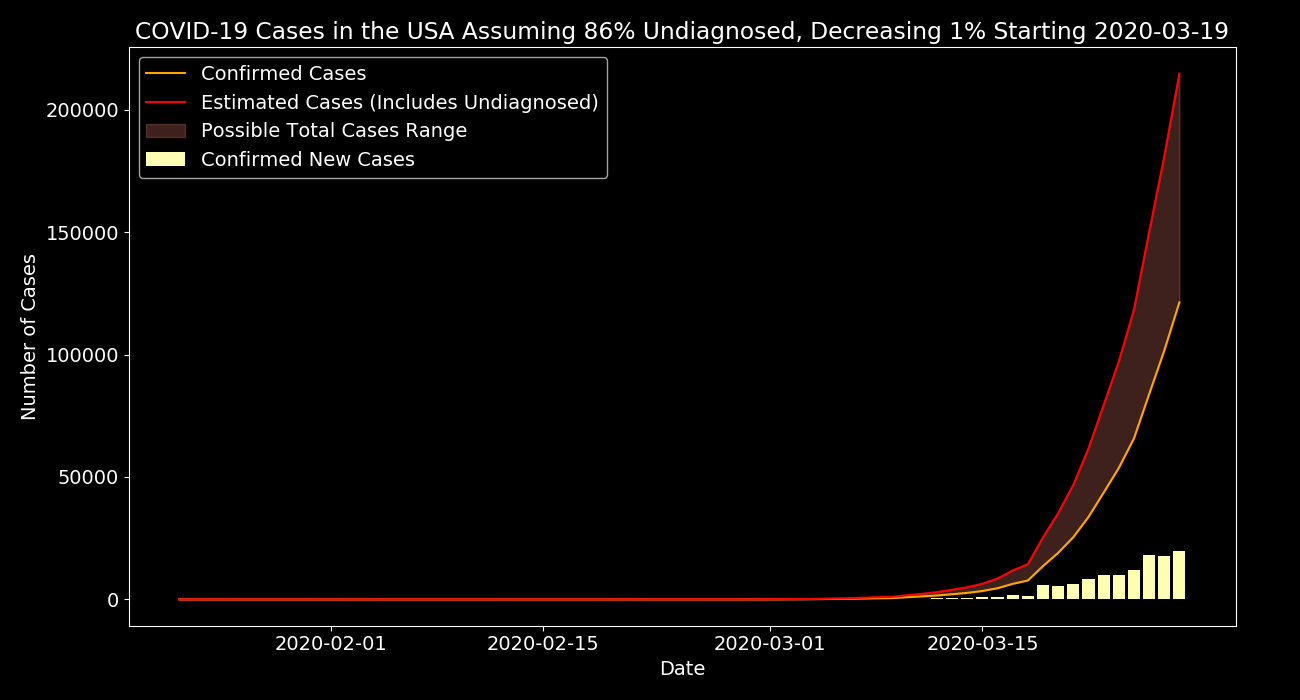 COVID-19 Cases in the USA Assuming 86% Undiagnosed, Decreasing 1% Starting 2020-03-19
Confirmed Cases
Estimated Cases (Includes Undiagnosed)
Possible Total Cases Range
Confirmed New Cases
Number of Cases
200000
150000
100000
50000
0
2020-02-01
2020-02-15
2020-03-01
2020-03-15
Date